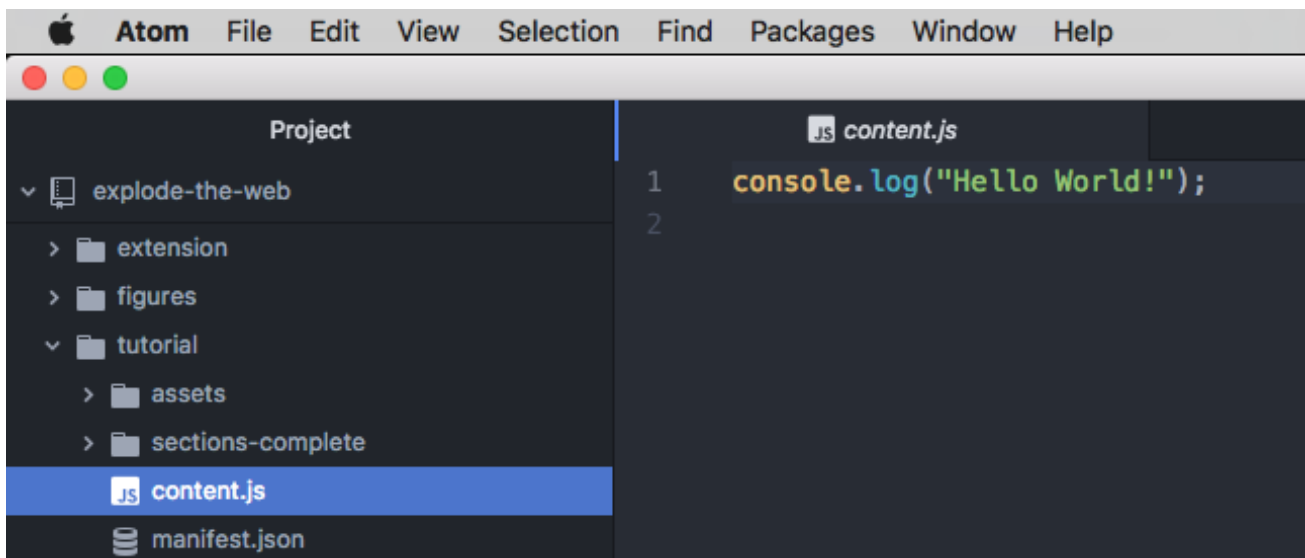 Atom File Edit View Selection Find Packages Window Help
Project
explode-the-web
extension
figures
tutorial
assets
sections-complete
JS content.js
manifest.json
JS content.js
1 console.log("Hello World!");
2